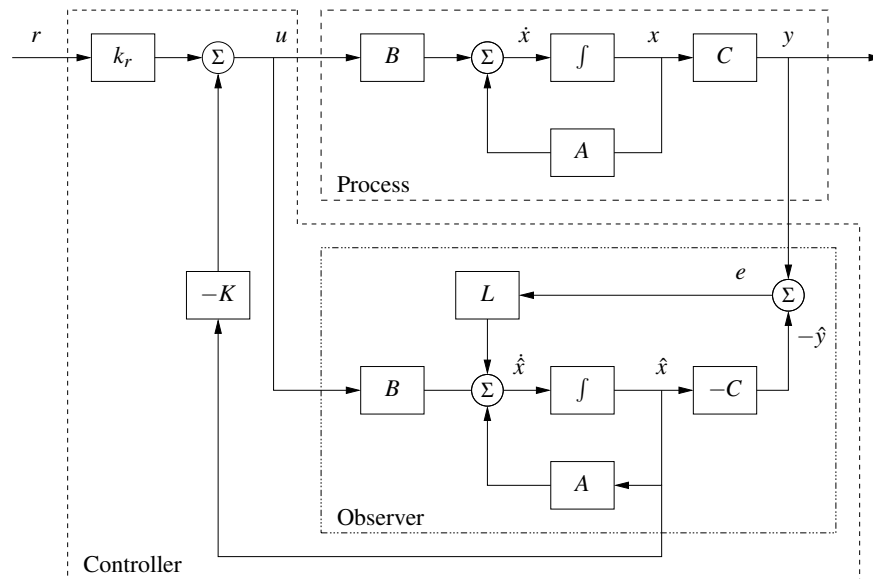 r
k_r
Σ
u
B
Σ
ẋ
∫
x
C
y
A
Process
−K
L
e
Σ
−ŷ
B
Σ
x̂̇
∫
x̂
−C
A
Observer
Controller